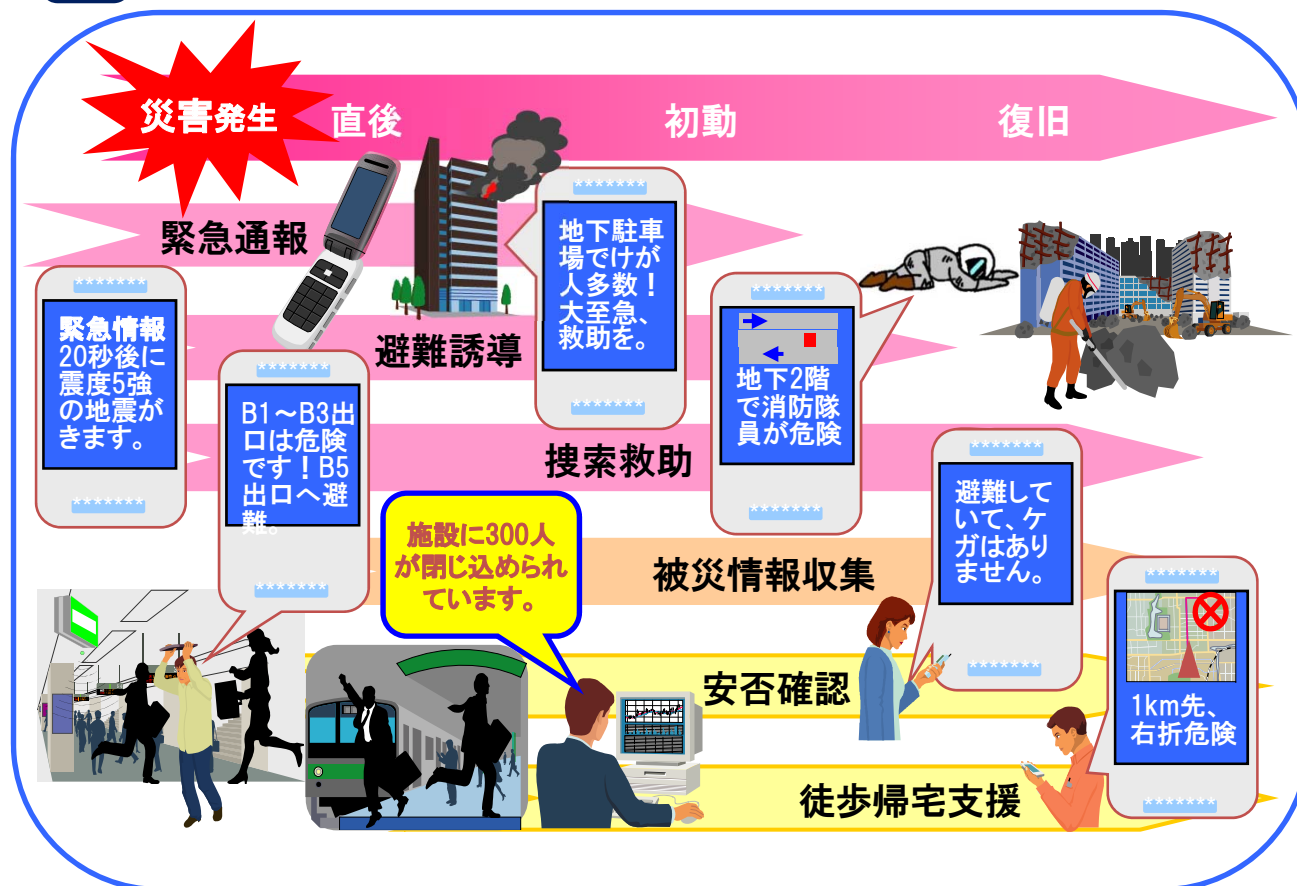 災害発生
直後
初動
復旧
緊急通報
*******
緊急情報
20秒後に
震度5強
の地震が
きます。
*******
避難誘導
*******
B1～B3出
口は危険
です！B5
出口へ避
難。
*******
*******
地下駐車
場でけが
人多数！
大至急、
救助を。
*******
捜索救助
*******
地下2階
で消防隊
員が危険
*******
施設に300人
が閉じ込められ
ています。
被災情報収集
*******
避難して
いて、ケ
ガはあり
ません。
*******
安否確認
*******
1km先、
右折危険
*******
徒歩帰宅支援